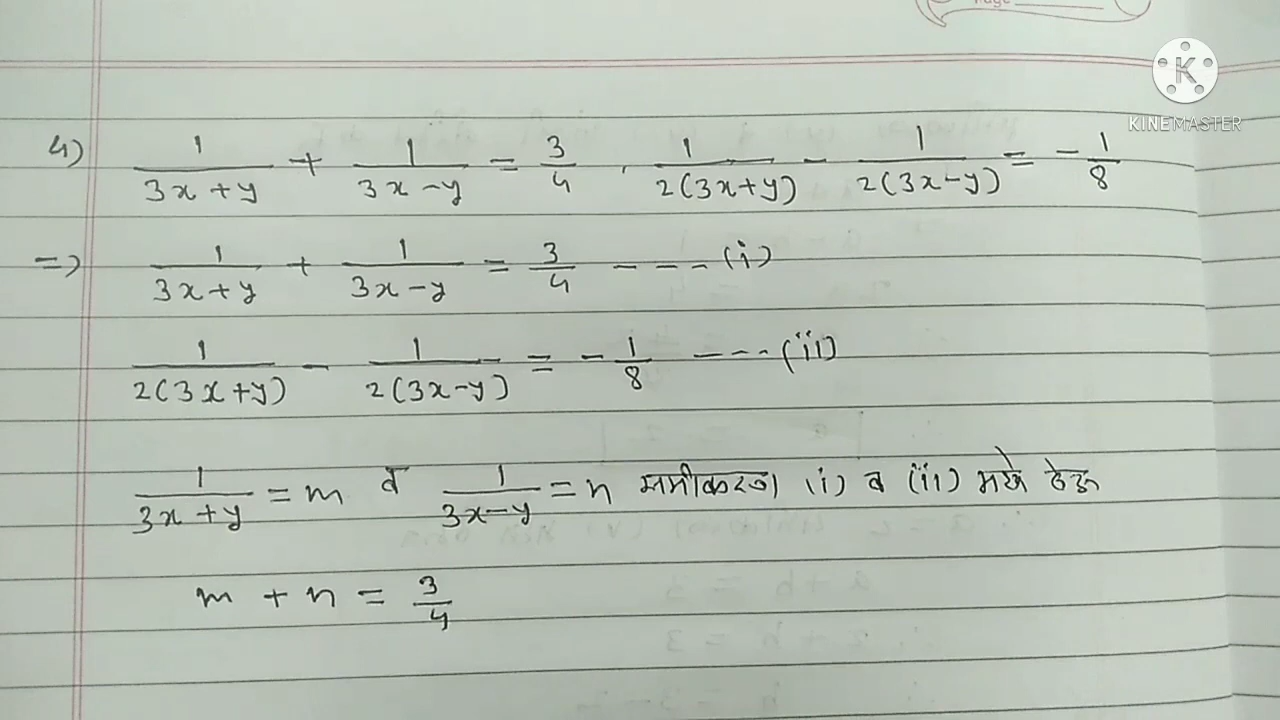 KINEMASTER
4) 1/(3x+y) + 1/(3x-y) = 3/4 , 1/(2(3x+y)) - 1/(2(3x-y)) = -1/8
=> 1/(3x+y) + 1/(3x-y) = 3/4 --- (i)
1/(2(3x+y)) - 1/(2(3x-y)) = -1/8 --- (ii)
1/(3x+y) = m व 1/(3x-y) = n समीकरण (i) व (ii) मध्ये ठेऊ
m + n = 3/4